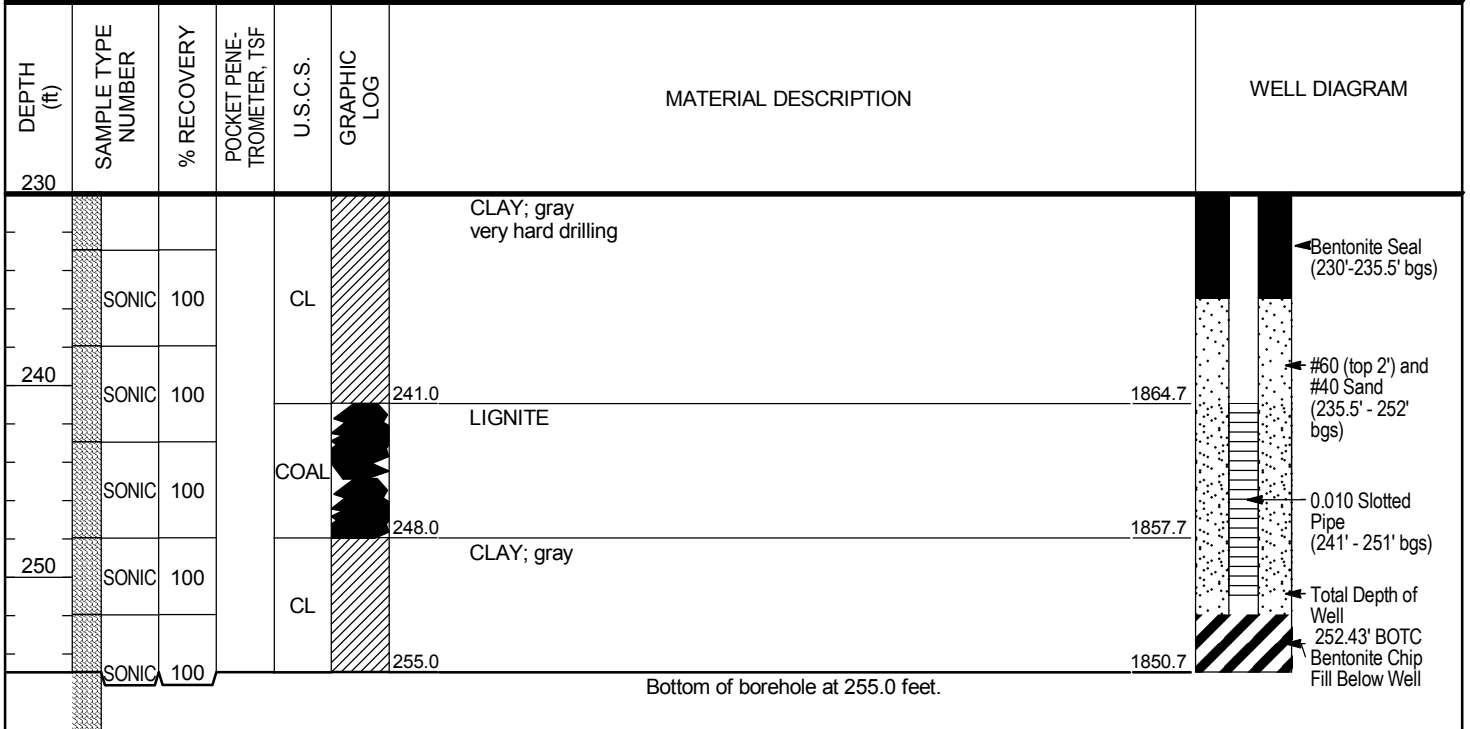 DEPTH
(ft)
SAMPLE TYPE
NUMBER
% RECOVERY
POCKET PENE-
TROMETER, TSF
U.S.C.S.
GRAPHIC
LOG
MATERIAL DESCRIPTION
WELL DIAGRAM
230
CLAY; gray
very hard drilling
Bentonite Seal
(230'-235.5' bgs)
SONIC 100
CL
240
SONIC 100
#60 (top 2') and
#40 Sand
(235.5' - 252'
bgs)
241.0 1864.7
LIGNITE
COAL
SONIC 100
0.010 Slotted
Pipe
(241' - 251' bgs)
248.0 1857.7
CLAY; gray
250
SONIC 100
CL
Total Depth of
Well
252.43' BOTC
Bentonite Chip
Fill Below Well
255.0 1850.7
SONIC 100
Bottom of borehole at 255.0 feet.